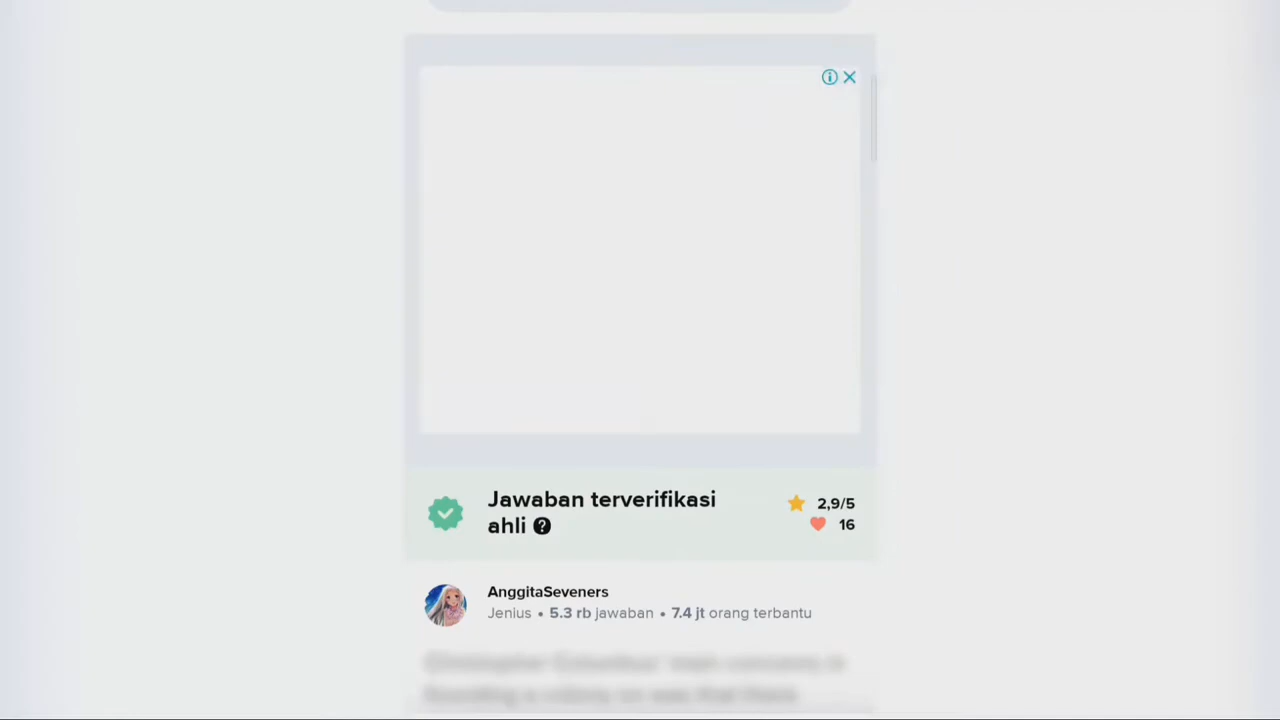 Jawaban terverifikasi
ahli ?
2,9/5
16
AnggitaSeveners
Jenius • 5.3 rb jawaban • 7.4 jt orang terbantu